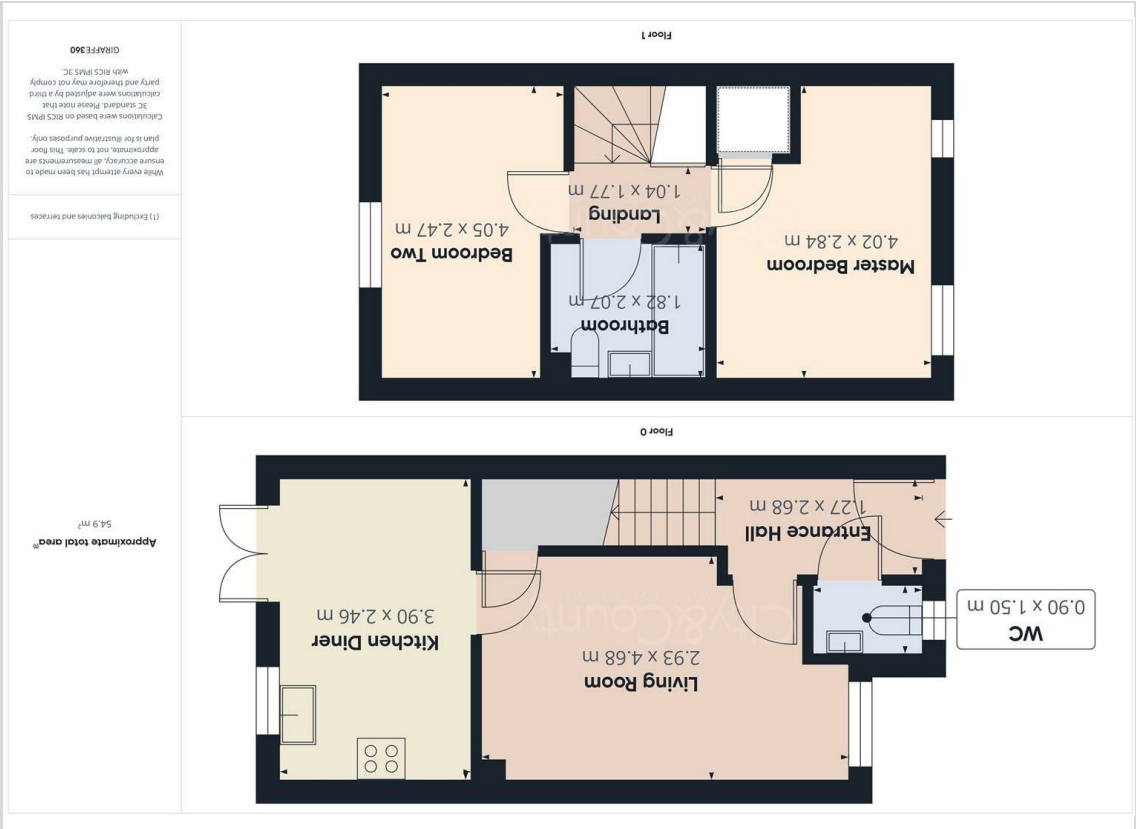 Living Room
2.93 x 4.68 m
WC
0.90 x 1.50 m
Kitchen Diner
3.90 x 2.46 m
Entrance Hall
1.27 x 2.68 m
City&County
Floor 0
Bathroom
1.82 x 2.07 m
Master Bedroom
4.02 x 2.84 m
Bedroom Two
4.05 x 2.47 m
Landing
1.04 x 1.77 m
Floor 1
Approximate total area(1)
54.9 m²
(1) Excluding balconies and terraces
While every attempt has been made to
ensure accuracy, all measurements are
approximate, not to scale. This floor
plan is for illustrative purposes only.
Calculations were based on RICS IPMS
3C standard. Please note that
calculations were adjusted by a third
party and therefore may not comply
with RICS IPMS 3C.
GIRAFFE360